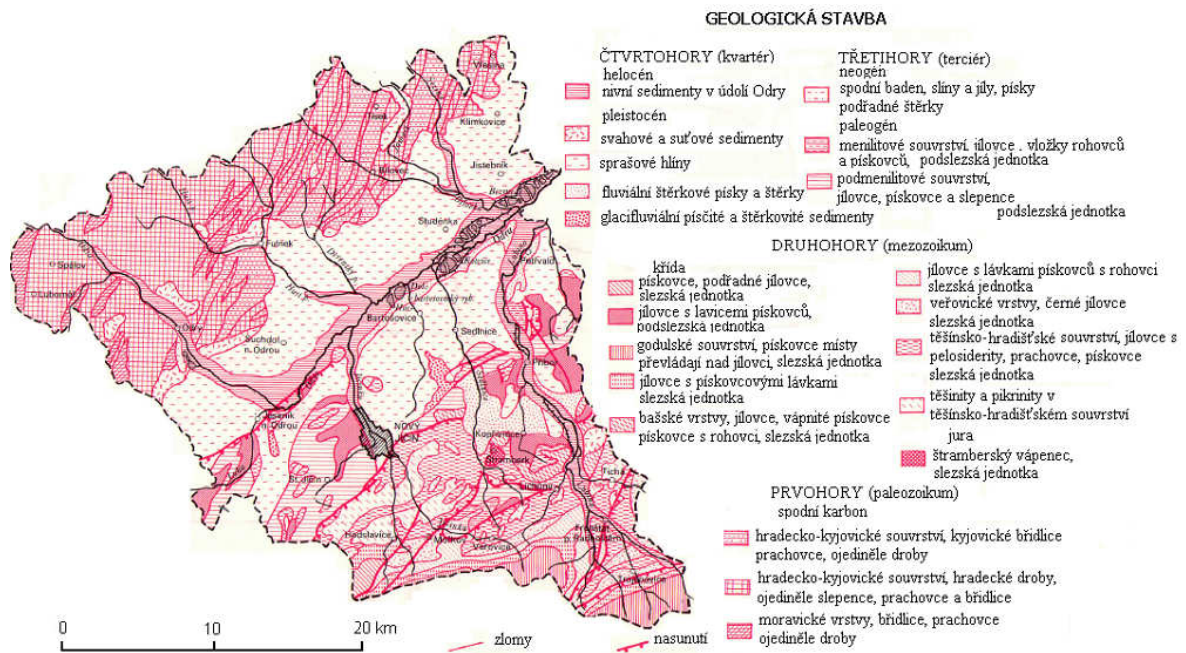 GEOLOGICKÁ STAVBA
ČTVRTOHORY (kvartér)
helocén
nivní sedimenty v údolí Odry
pleistocén
svahové a suťové sedimenty
sprašové hlíny
fluviální štěrkové písky a štěrky
glacifluviální písčité a štěrkovité sedimenty
TŘETIHORY (terciér)
neogén
spodní baden, slíny a jíly, písky
podřadné štěrky
paleogén
menilitové souvrství, jílovce . vložky rohovců
a pískovců, podslezská jednotka
podmenilitové souvrství,
jílovce, pískovce a slepence
podslezská jednotka
DRUHOHORY (mezozoikum)
křída
pískovce, podřadné jílovce,
slezská jednotka
jílovce s lavicemi pískovců,
podslezská jednotka
godulské souvrství, pískovce místy
převládají nad jílovci, slezská jednotka
jílovce s pískovcovými lávkami
slezská jednotka
bašské vrstvy, jílovce, vápnité pískovce
pískovce s rohovci, slezská jednotka
jílovce s lávkami pískovců s rohovci
slezská jednotka
veřovické vrstvy, černé jílovce
slezská jednotka
těšínsko-hradišťské souvrství, jílovce s
pelosiderity, prachovce, pískovce
slezská jednotka
těšinity a pikrinity v
těšínsko-hradišťském souvrství
jura
štramberský vápenec,
slezská jednotka
PRVOHORY (paleozoikum)
spodní karbon
hradecko-kyjovické souvrství, kyjovické břidlice
prachovce, ojediněle droby
hradecko-kyjovické souvrství, hradecké droby,
ojediněle slepence, prachovce a břidlice
moravické vrstvy, břidlice, prachovce
ojediněle droby
Klimkovice
Jistebník
Bílovec
Studénka
Fulnek
Spálov
Luboměř
Odry
Suchdol
n. Odrou
Bartošovice
Sedlnice
Petřvald
Příbor
Jeseník
n. Odrou
NOVÝ
JIČÍN
Kopřivnice
Štramberk
Lichnov
Tichá
Hodslavice
Mořkov
Veřovice
Frenštát
0
10
20 km
zlomy
nasunutí